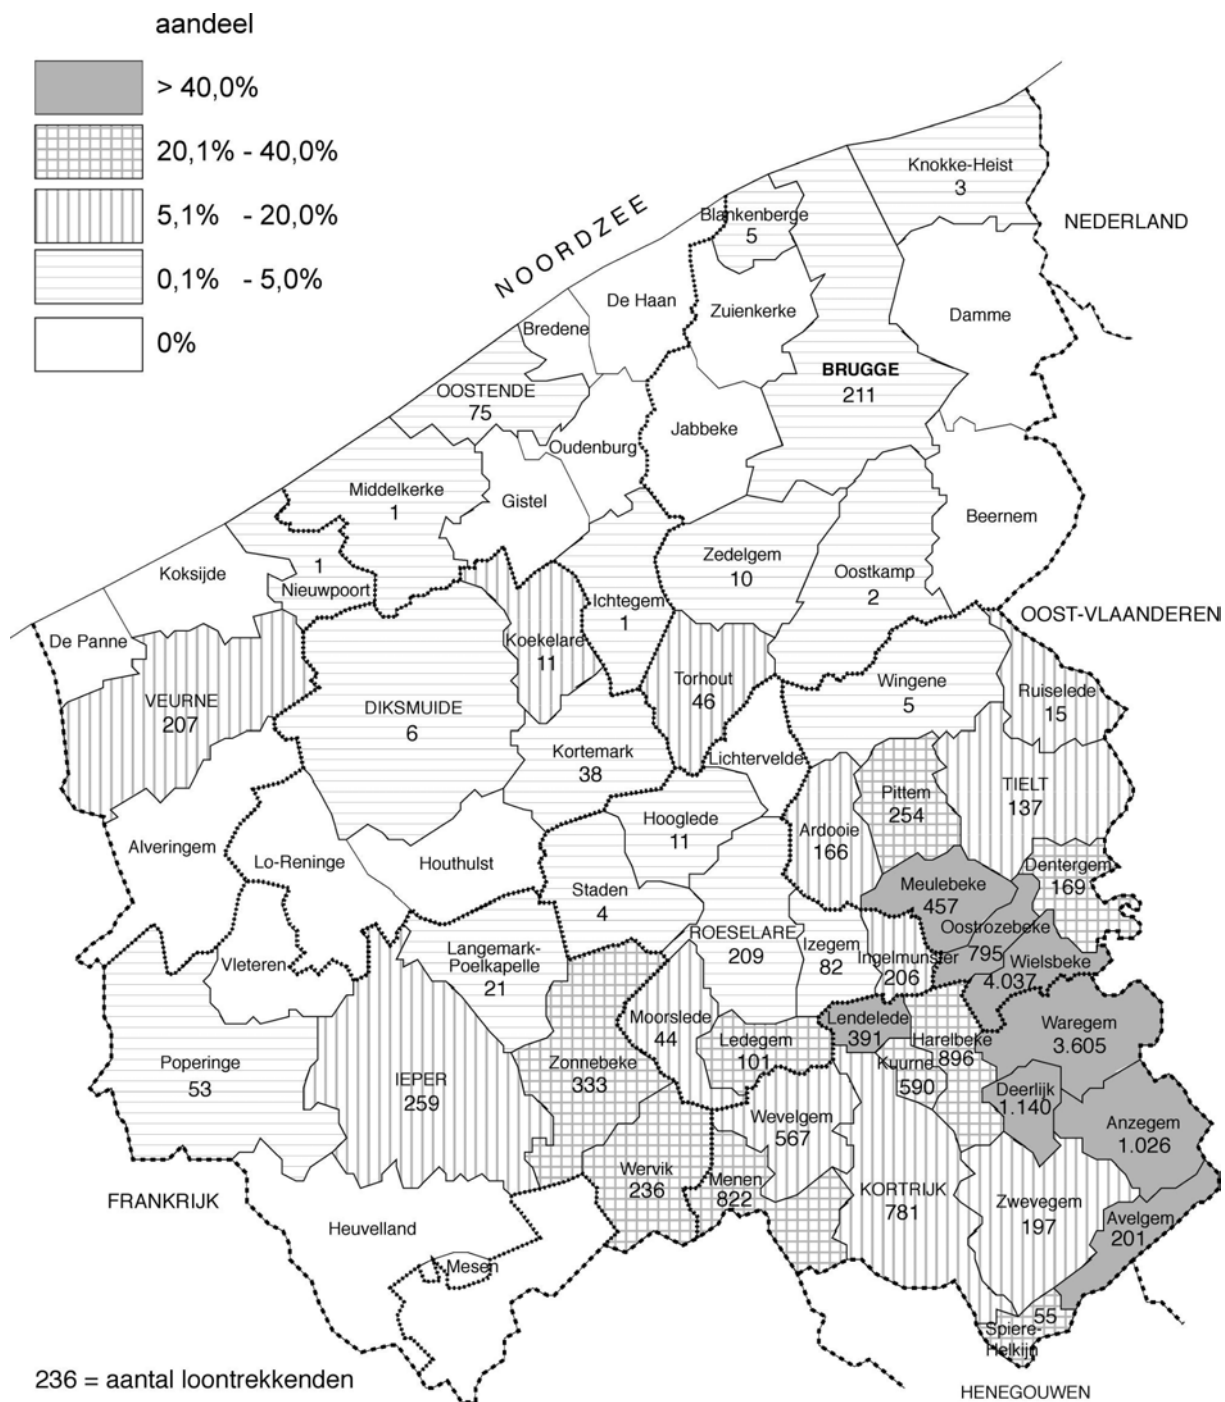 aandeel
> 40,0%
20,1% - 40,0%
5,1% - 20,0%
0,1% - 5,0%
0%
NOORDZEE
NEDERLAND
Knokke-Heist
3
Blankenberge
5
De Haan
Zuienkerke
Damme
Bredene
BRUGGE
211
OOSTENDE
75
Jabbeke
Oudenburg
Middelkerke
1
Gistel
Beernem
Koksijde
1
Nieuwpoort
Zedelgem
10
Oostkamp
2
Ichtegem
1
OOST-VLAANDEREN
De Panne
Koekelare
11
VEURNE
207
DIKSMUIDE
6
Torhout
46
Wingene
5
Ruiselede
15
Kortemark
38
Lichtervelde
Pittem
254
TIELT
137
Hooglede
11
Ardooie
166
Alveringem
Lo-Reninge
Houthulst
Dentergem
169
Staden
4
Meulebeke
457
Oostrozebeke
795
ROESELARE
209
Izegem
82
Ingelmunster
206
Wielsbeke
4.037
Langemark-
Poelkapelle
21
Vleteren
Moorslede
44
Lendelede
391
Harelbeke
896
Waregem
3.605
Ledegem
101
Poperinge
53
IEPER
259
Zonnebeke
333
Kuurne
590
Deerlijk
1.140
Wevelgem
567
Anzegem
1.026
Wervik
236
Menen
822
KORTRIJK
781
Zwevegem
197
Avelgem
201
FRANKRIJK
Heuvelland
Mesen
55
Spiere-
Helkijn
236 = aantal loontrekkenden
HENEGOUWEN